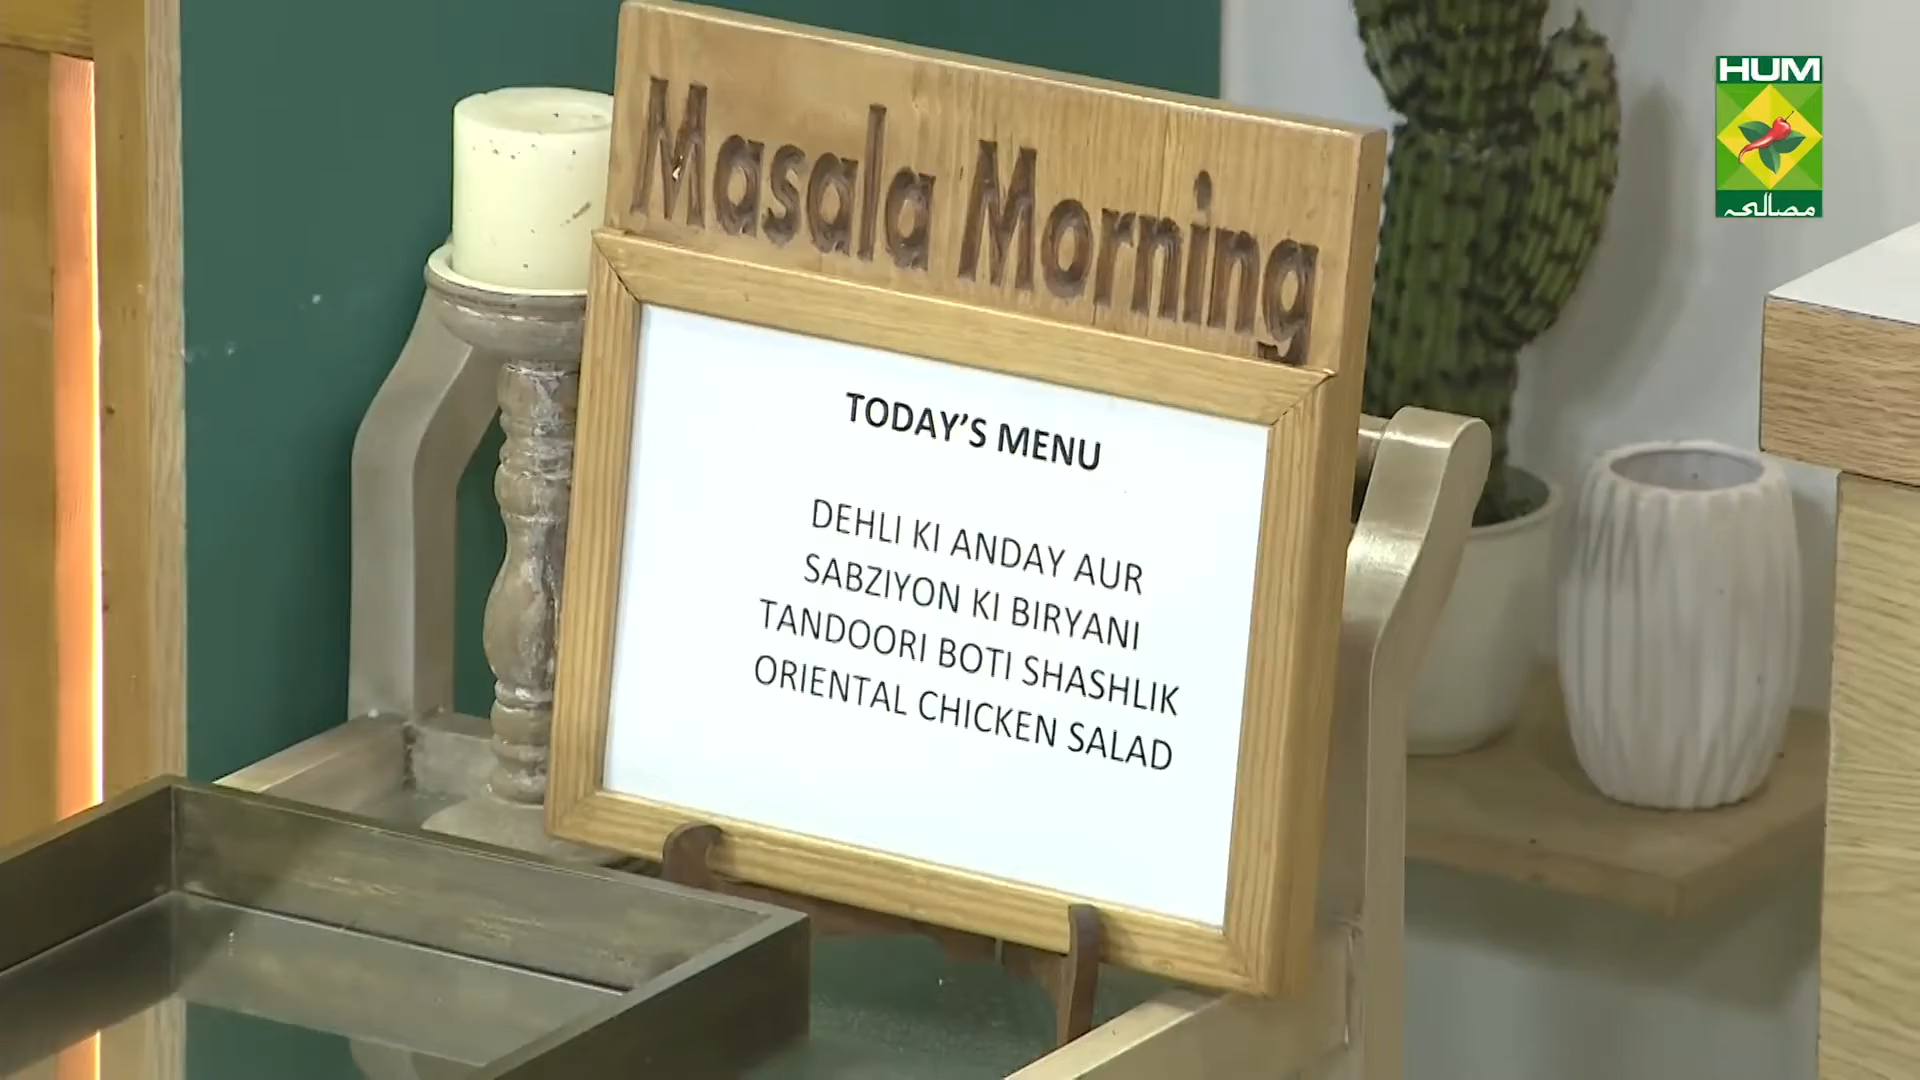 HUM
مصالحہ
Masala Morning
TODAY'S MENU
DEHLI KI ANDAY AUR
SABZIYON KI BIRYANI
TANDOORI BOTI SHASHLIK
ORIENTAL CHICKEN SALAD